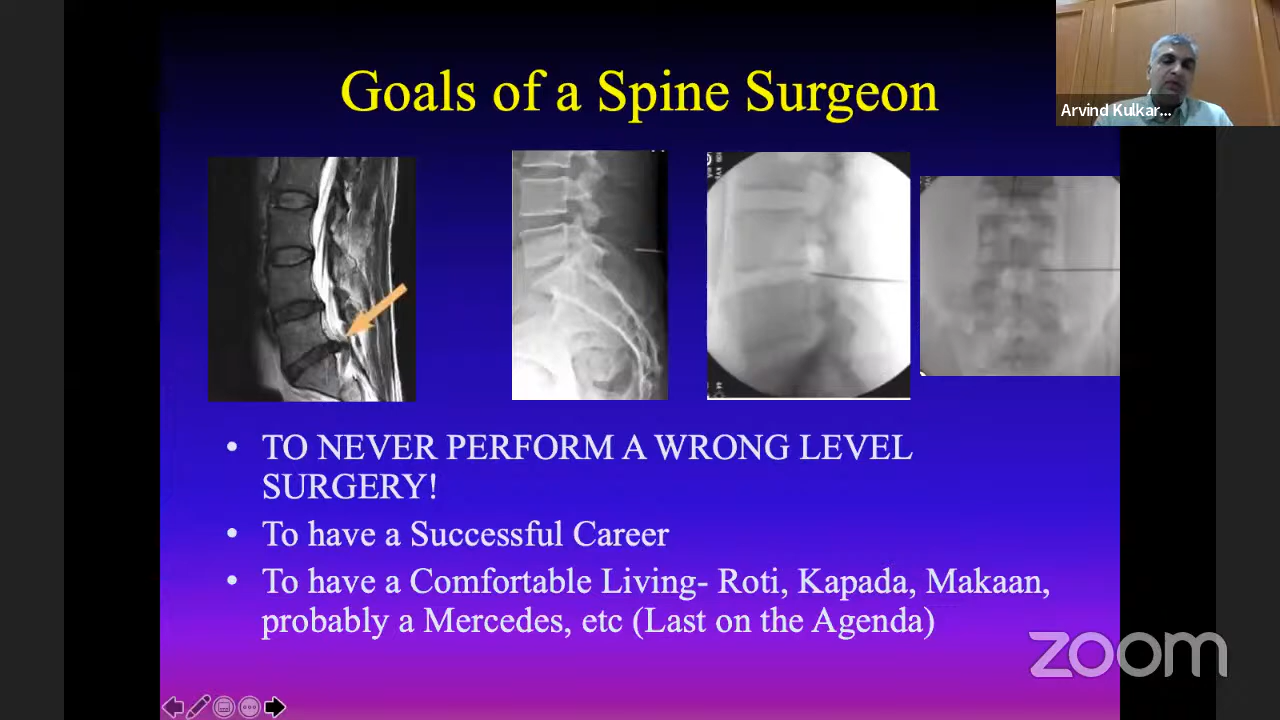 Goals of a Spine Surgeon
Arvind Kulkar...
• TO NEVER PERFORM A WRONG LEVEL
SURGERY!
• To have a Successful Career
• To have a Comfortable Living- Roti, Kapada, Makaan,
probably a Mercedes, etc (Last on the Agenda)
zoom